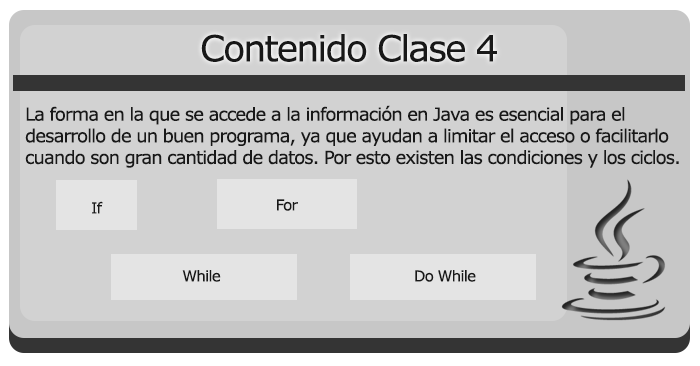 Contenido Clase 4
La forma en la que se accede a la información en Java es esencial para el
desarrollo de un buen programa, ya que ayudan a limitar el acceso o facilitarlo
cuando son gran cantidad de datos. Por esto existen las condiciones y los ciclos.
If
For
While
Do While